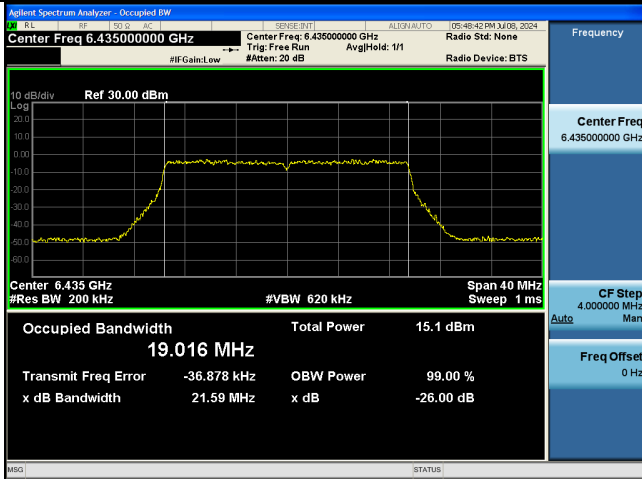 Agilent Spectrum Analyzer - Occupied BW
RL RF 50 Ω AC SENSE:INT ALIGN AUTO 05:48:42 PM Jul 08, 2024
Center Freq 6.435000000 GHz
Center Freq: 6.435000000 GHz
Radio Std: None
Trig: Free Run Avg|Hold: 1/1
#IFGain:Low
#Atten: 20 dB
Radio Device: BTS
10 dB/div
Ref 30.00 dBm
Log
20.0
10.0
0.00
-10.0
-20.0
-30.0
-40.0
-50.0
-60.0
Center 6.435 GHz
Span 40 MHz
#Res BW 200 kHz
#VBW 620 kHz
Sweep 1 ms
Occupied Bandwidth
Total Power 15.1 dBm
19.016 MHz
Transmit Freq Error -36.878 kHz
OBW Power 99.00 %
x dB Bandwidth 21.59 MHz
x dB -26.00 dB
MSG
STATUS
Frequency
Center Freq
6.435000000 GHz
CF Step
4.000000 MHz
Auto Man
Freq Offset
0 Hz